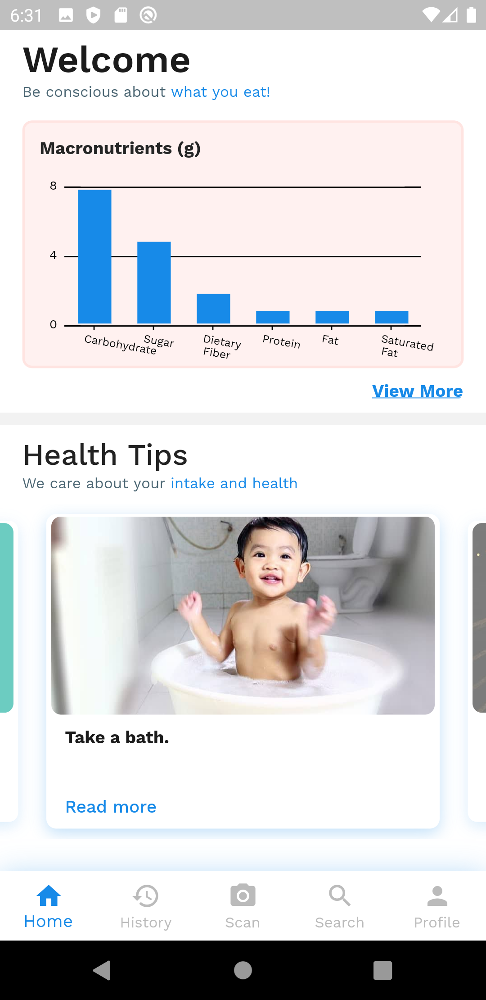 6:31
Welcome
Be conscious about what you eat!
Macronutrients (g)
8
4
0
Carbohydrate
Sugar
Dietary
Fiber
Protein
Fat
Saturated
Fat
View More
Health Tips
We care about your intake and health
Take a bath.
Read more
Home
History
Scan
Search
Profile